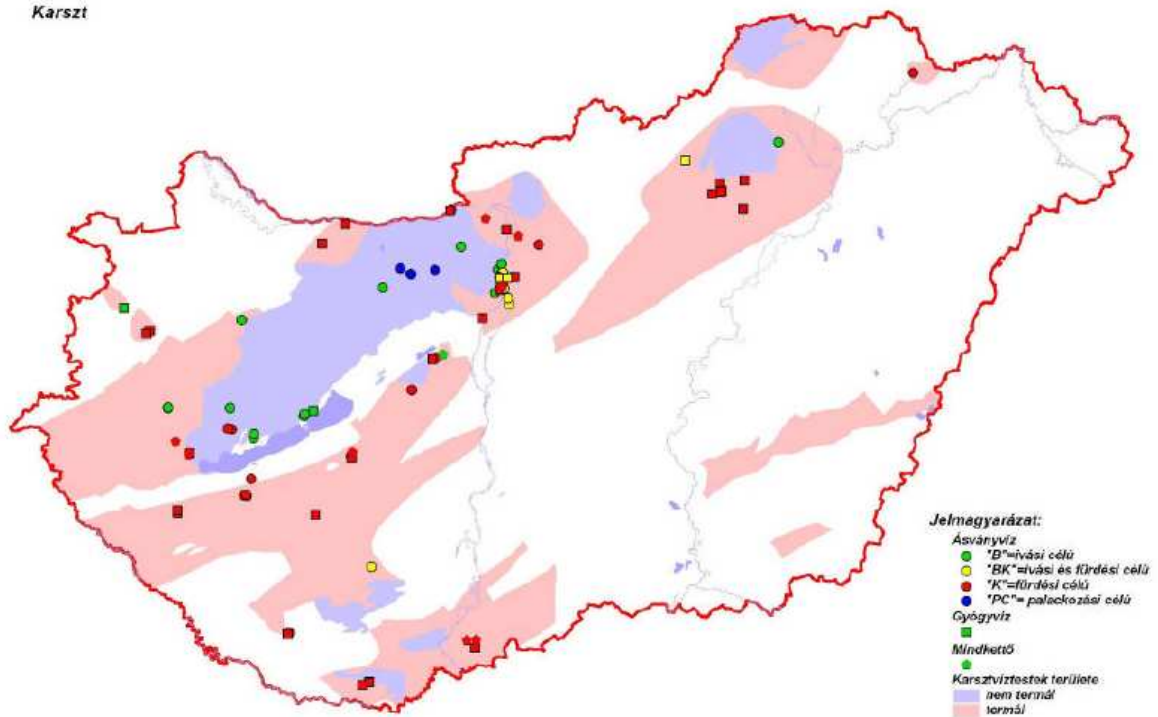 Karszt
Jelmagyarázat:
Ásványvíz
"B"=ivási célú
"BK"=ivási és fürdési célú
"K"=fürdési célú
"PC"= palackozási célú
Gyógyvíz
Mindkettő
Karsztvíztestek területe
nem termál
termál